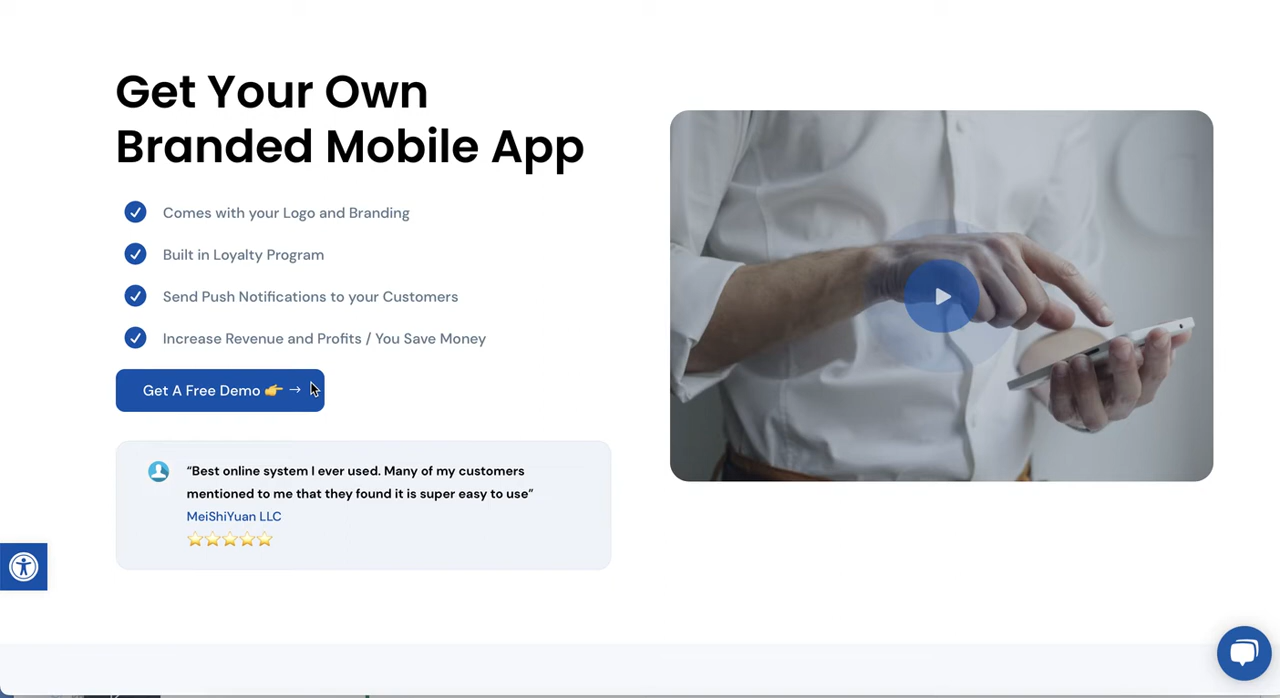 Get Your Own
Branded Mobile App
Comes with your Logo and Branding
Built in Loyalty Program
Send Push Notifications to your Customers
Increase Revenue and Profits / You Save Money
Get A Free Demo 👉 →
“Best online system I ever used. Many of my customers
mentioned to me that they found it is super easy to use”
MeiShiYuan LLC